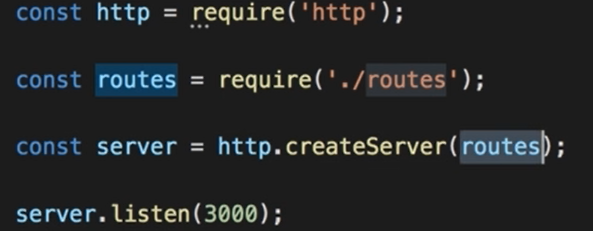 const http = require('http');
const routes = require('./routes');
const server = http.createServer(routes);
server.listen(3000);